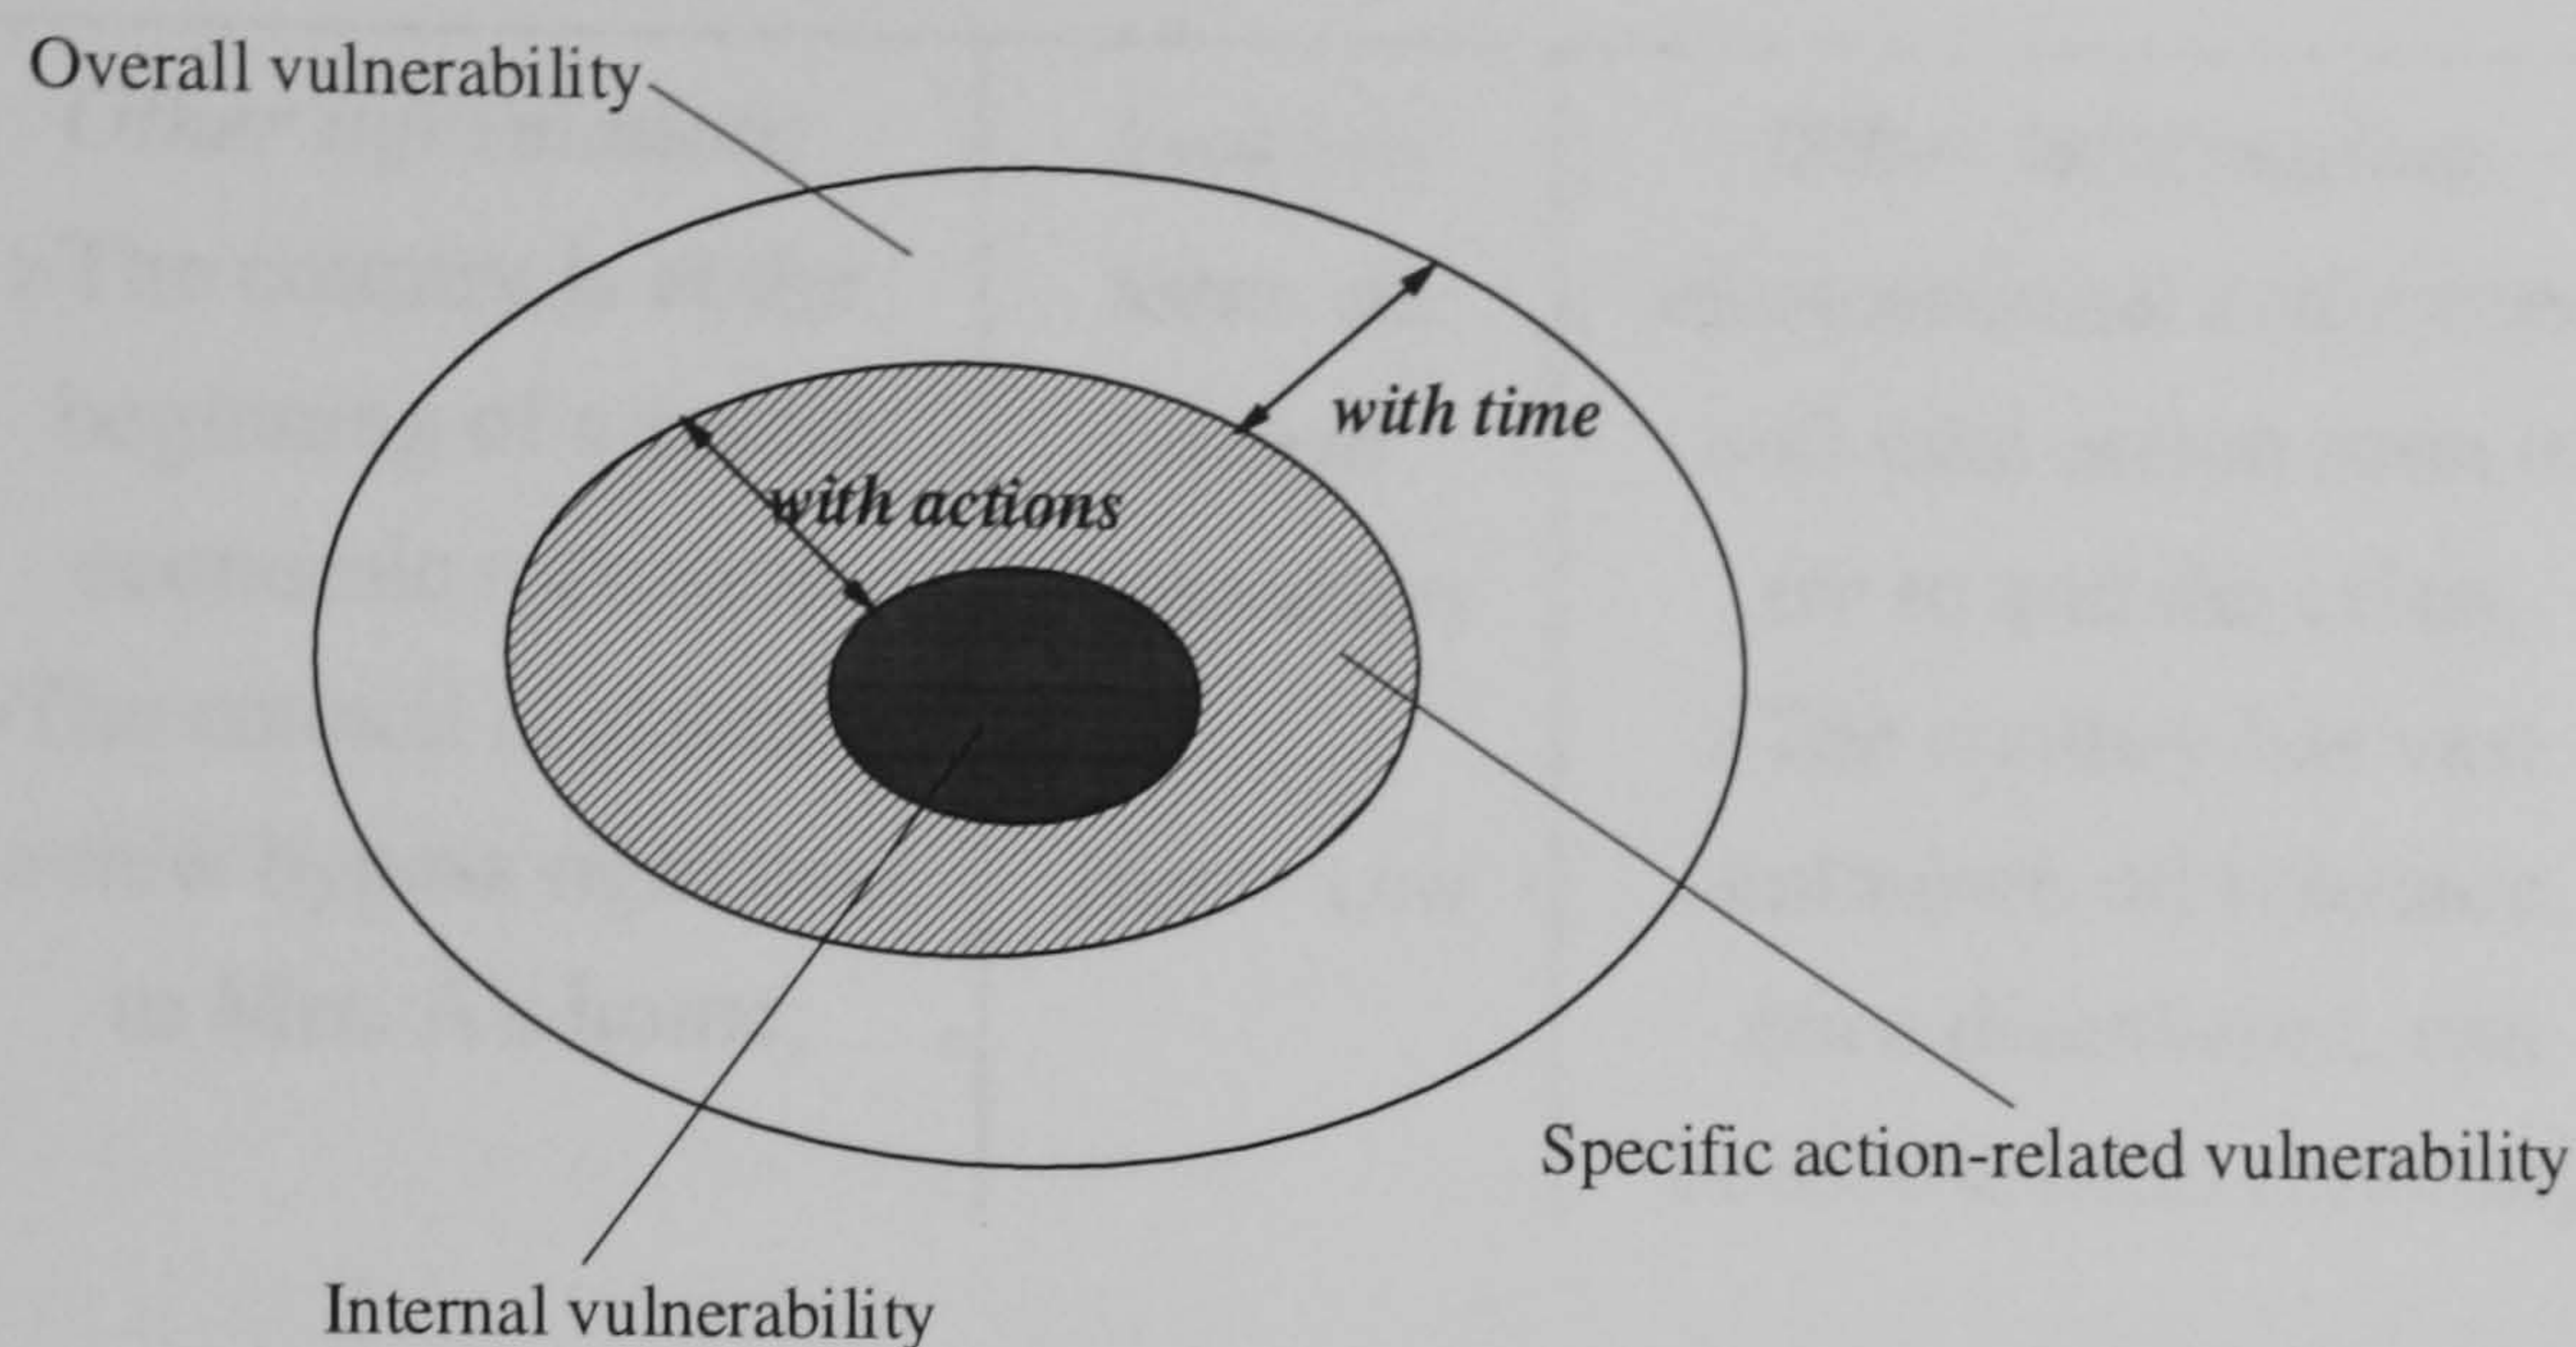 Overall vulnerability
with time
with actions
Specific action-related vulnerability
Internal vulnerability